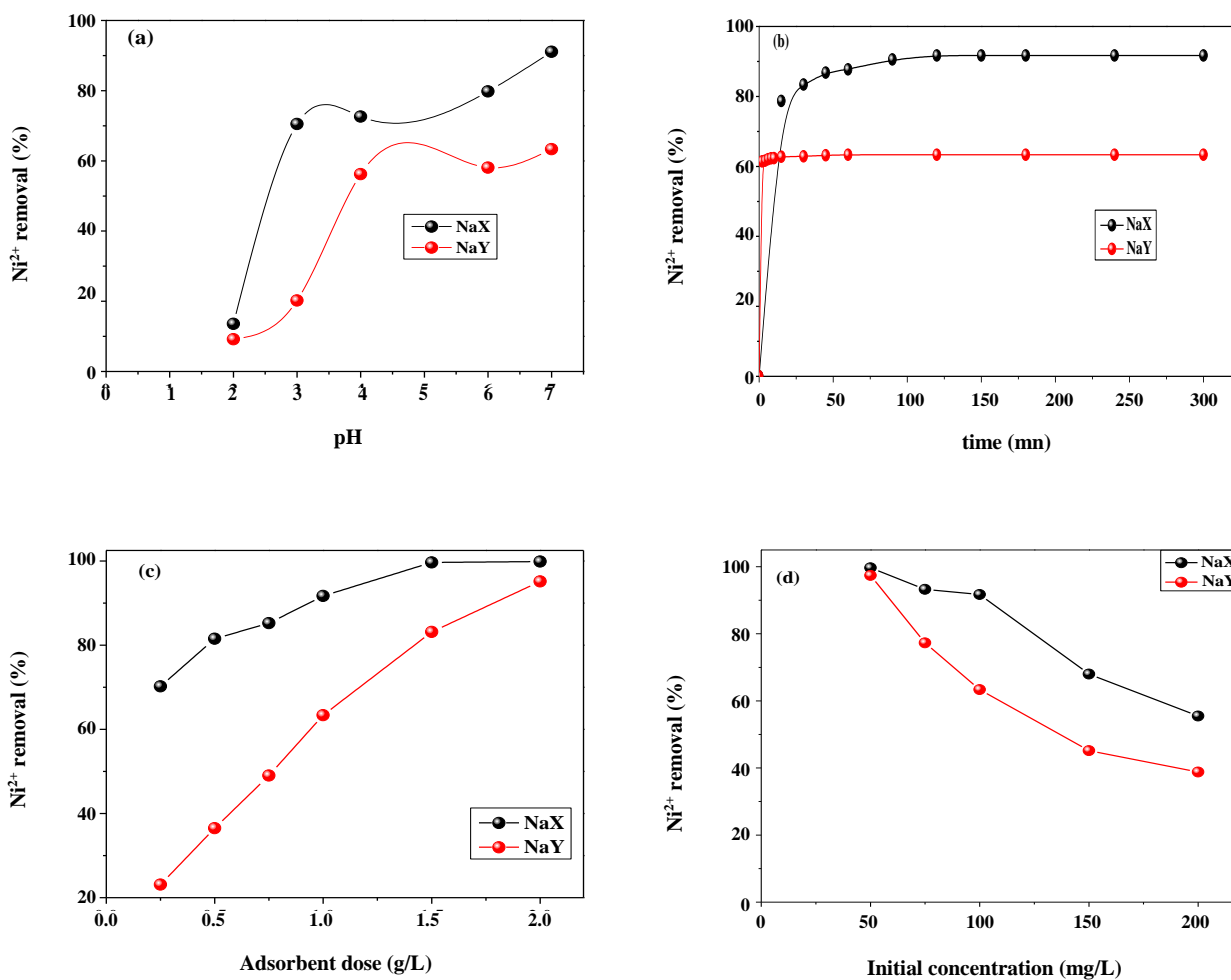 (a)
100
80
60
40
20
0
Ni²⁺ removal (%)
NaX
NaY
0 1 2 3 4 5 6 7
pH
(b)
100
80
60
40
20
0
Ni²⁺ removal (%)
NaX
NaY
0 50 100 150 200 250 300
time (mn)
(c)
100
80
60
40
20
Ni²⁺ removal (%)
NaX
NaY
0.0 0.5 1.0 1.5 2.0
Adsorbent dose (g/L)
(d)
100
80
60
40
20
0
Ni²⁺ removal (%)
NaX
NaY
0 50 100 150 200
Initial concentration (mg/L)